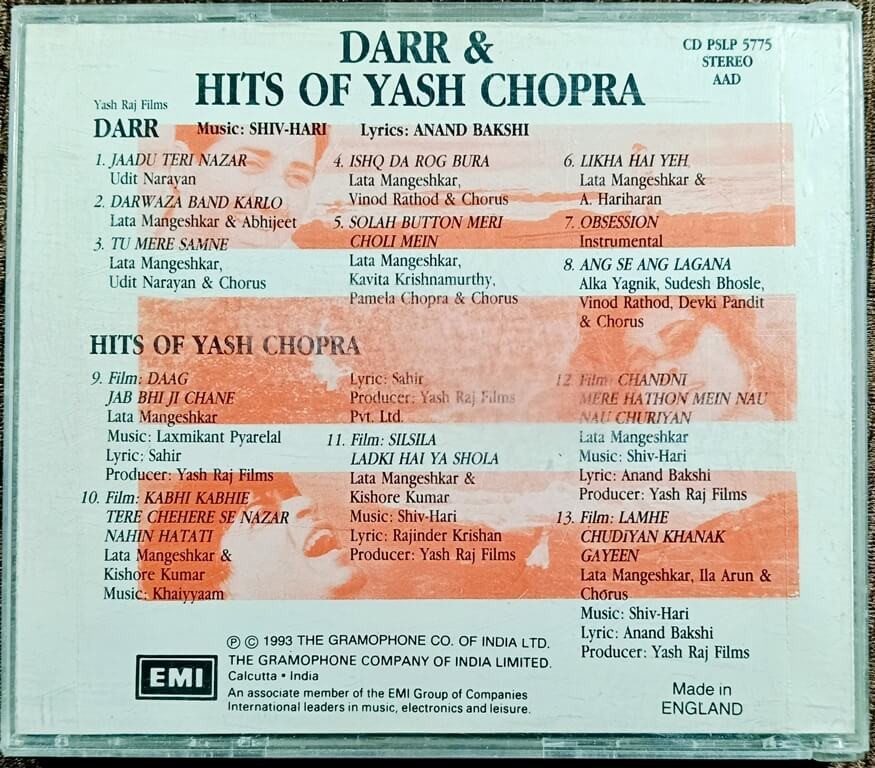 DARR &
HITS OF YASH CHOPRA
CD PSLP 5775
STEREO
AAD
Yash Raj Films
DARR Music: SHIV-HARI Lyrics: ANAND BAKSHI
1. JAADU TERI NAZAR
Udit Narayan
2. DARWAZA BAND KARLO
Lata Mangeshkar & Abhijeet
3. TU MERE SAMNE
Lata Mangeshkar,
Udit Narayan & Chorus
4. ISHQ DA ROG BURA
Lata Mangeshkar,
Vinod Rathod & Chorus
5. SOLAH BUTTON MERI
CHOLI MEIN
Lata Mangeshkar,
Kavita Krishnamurthy,
Pamela Chopra & Chorus
6. LIKHA HAI YEH
Lata Mangeshkar &
A. Hariharan
7. OBSESSION
Instrumental
8. ANG SE ANG LAGANA
Alka Yagnik, Sudesh Bhosle,
Vinod Rathod, Devki Pandit
& Chorus
HITS OF YASH CHOPRA
9. Film: DAAG
JAB BHI JI CHANE
Lata Mangeshkar
Music: Laxmikant Pyarelal
Lyric: Sahir
Producer: Yash Raj Films
10. Film: KABHI KABHIE
TERE CHEHERE SE NAZAR
NAHIN HATATI
Lata Mangeshkar &
Kishore Kumar
Music: Khaiyyaam
Lyric: Sahir
Producer: Yash Raj Films
Pvt. Ltd.
11. Film: SILSILA
LADKI HAI YA SHOLA
Lata Mangeshkar &
Kishore Kumar
Music: Shiv-Hari
Lyric: Rajinder Krishan
Producer: Yash Raj Films
12. Film: CHANDNI
MERE HATHON MEIN NAU
NAU CHURIYAN
Lata Mangeshkar
Music: Shiv-Hari
Lyric: Anand Bakshi
Producer: Yash Raj Films
13. Film: LAMHE
CHUDIYAN KHANAK
GAYEEN
Lata Mangeshkar, Ila Arun &
Chorus
Music: Shiv-Hari
Lyric: Anand Bakshi
Producer: Yash Raj Films
EMI
℗ © 1993 THE GRAMOPHONE CO. OF INDIA LTD.
THE GRAMOPHONE COMPANY OF INDIA LIMITED.
Calcutta • India
An associate member of the EMI Group of Companies
International leaders in music, electronics and leisure.
Made in
ENGLAND